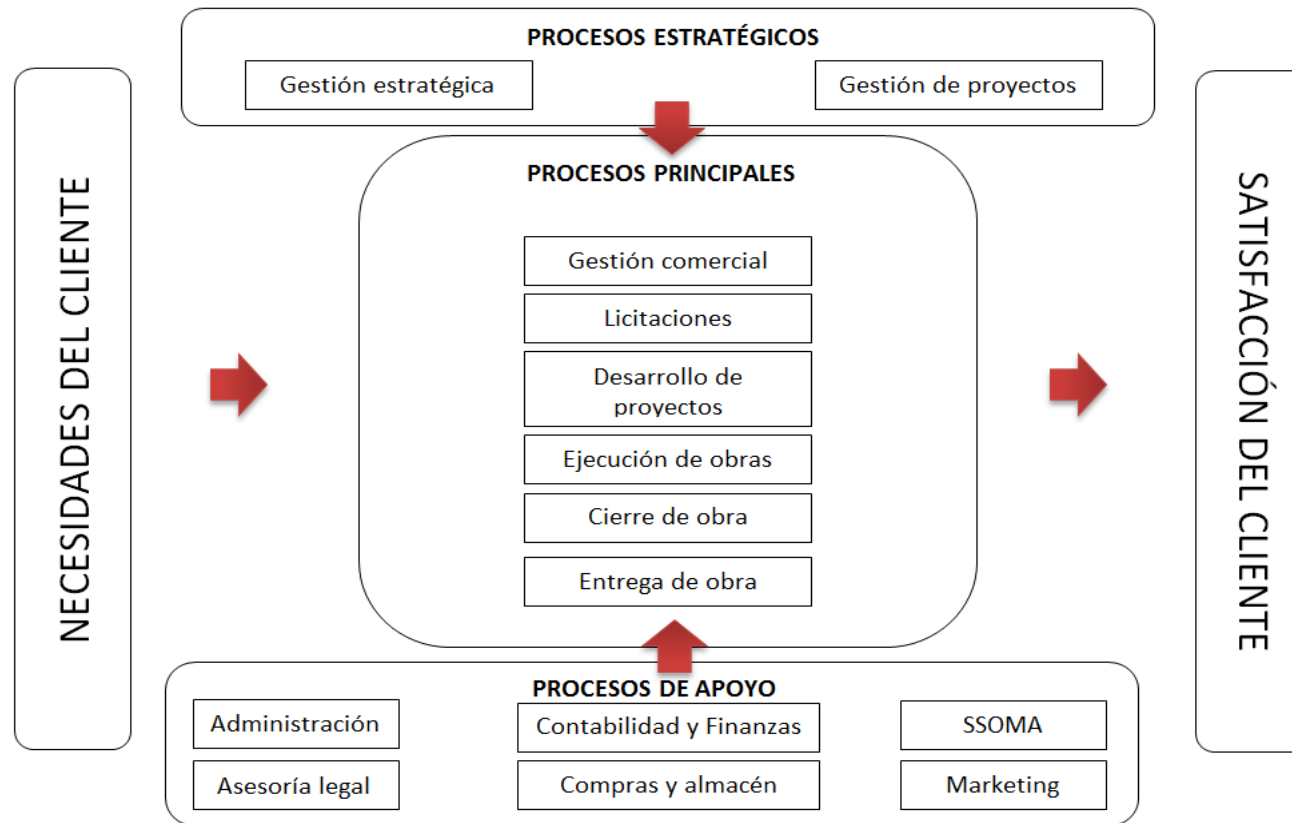 PROCESOS ESTRATÉGICOS
Gestión estratégica
Gestión de proyectos
NECESIDADES DEL CLIENTE
PROCESOS PRINCIPALES
Gestión comercial
Licitaciones
Desarrollo de
proyectos
Ejecución de obras
Cierre de obra
Entrega de obra
SATISFACCIÓN DEL CLIENTE
PROCESOS DE APOYO
Administración
Contabilidad y Finanzas
SSOMA
Asesoría legal
Compras y almacén
Marketing